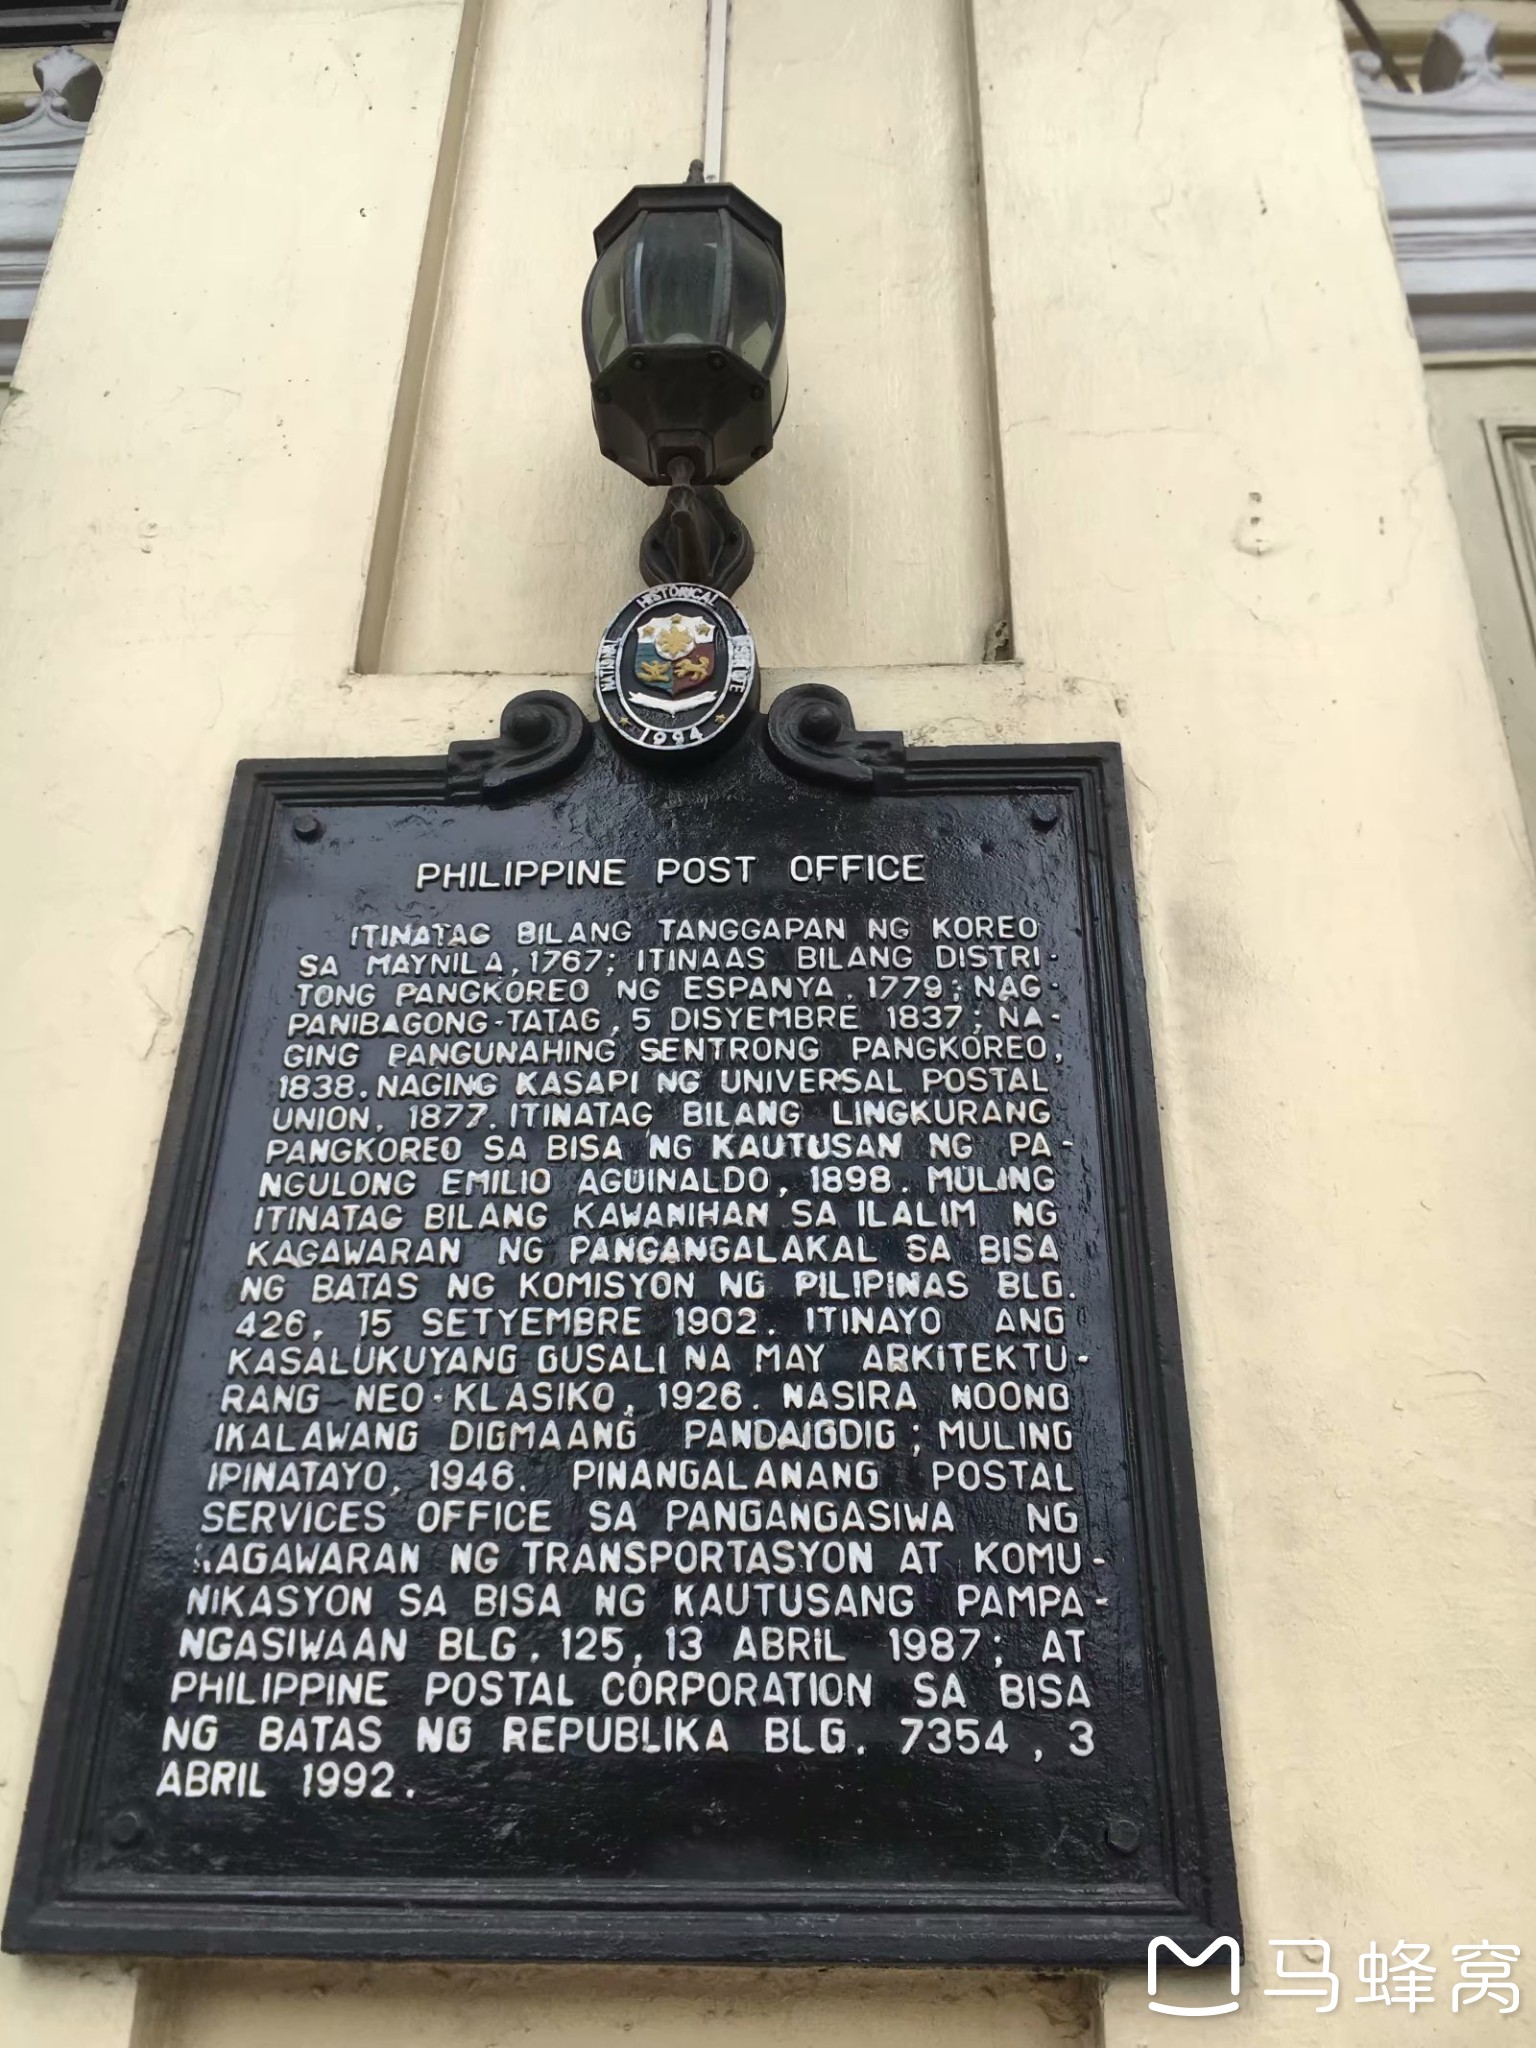 NATIONAL HISTORICAL INSTITUTE
1994
PHILIPPINE POST OFFICE
ITINATAG BILANG TANGGAPAN NG KOREO
SA MAYNILA, 1767; ITINAAS BILANG DISTRI-
TONG PANGKOREO NG ESPANYA, 1779; NAG-
PANIBAGONG-TATAG, 5 DISYEMBRE 1837; NA-
GING PANGUNAHING SENTRONG PANGKOREO,
1838. NAGING KASAPI NG UNIVERSAL POSTAL
UNION, 1877. ITINATAG BILANG LINGKURANG
PANGKOREO SA BISA NG KAUTUSAN NG PA-
NGULONG EMILIO AGUINALDO, 1898. MULING
ITINATAG BILANG KAWANIHAN SA ILALIM NG
KAGAWARAN NG PANGANGALAKAL SA BISA
NG BATAS NG KOMISYON NG PILIPINAS BLG.
426, 15 SETYEMBRE 1902. ITINAYO ANG
KASALUKUYANG GUSALI NA MAY ARKITEKTU-
RANG NEO-KLASIKO, 1926. NASIRA NOONG
IKALAWANG DIGMAANG PANDAIGDIG; MULING
IPINATAYO, 1946. PINANGALANANG POSTAL
SERVICES OFFICE SA PANGANGASIWA NG
KAGAWARAN NG TRANSPORTASYON AT KOMU-
NIKASYON SA BISA NG KAUTUSANG PAMPA-
NGASIWAAN BLG. 125, 13 ABRIL 1987; AT
PHILIPPINE POSTAL CORPORATION SA BISA
NG BATAS NG REPUBLIKA BLG. 7354, 3
ABRIL 1992.
马蜂窝